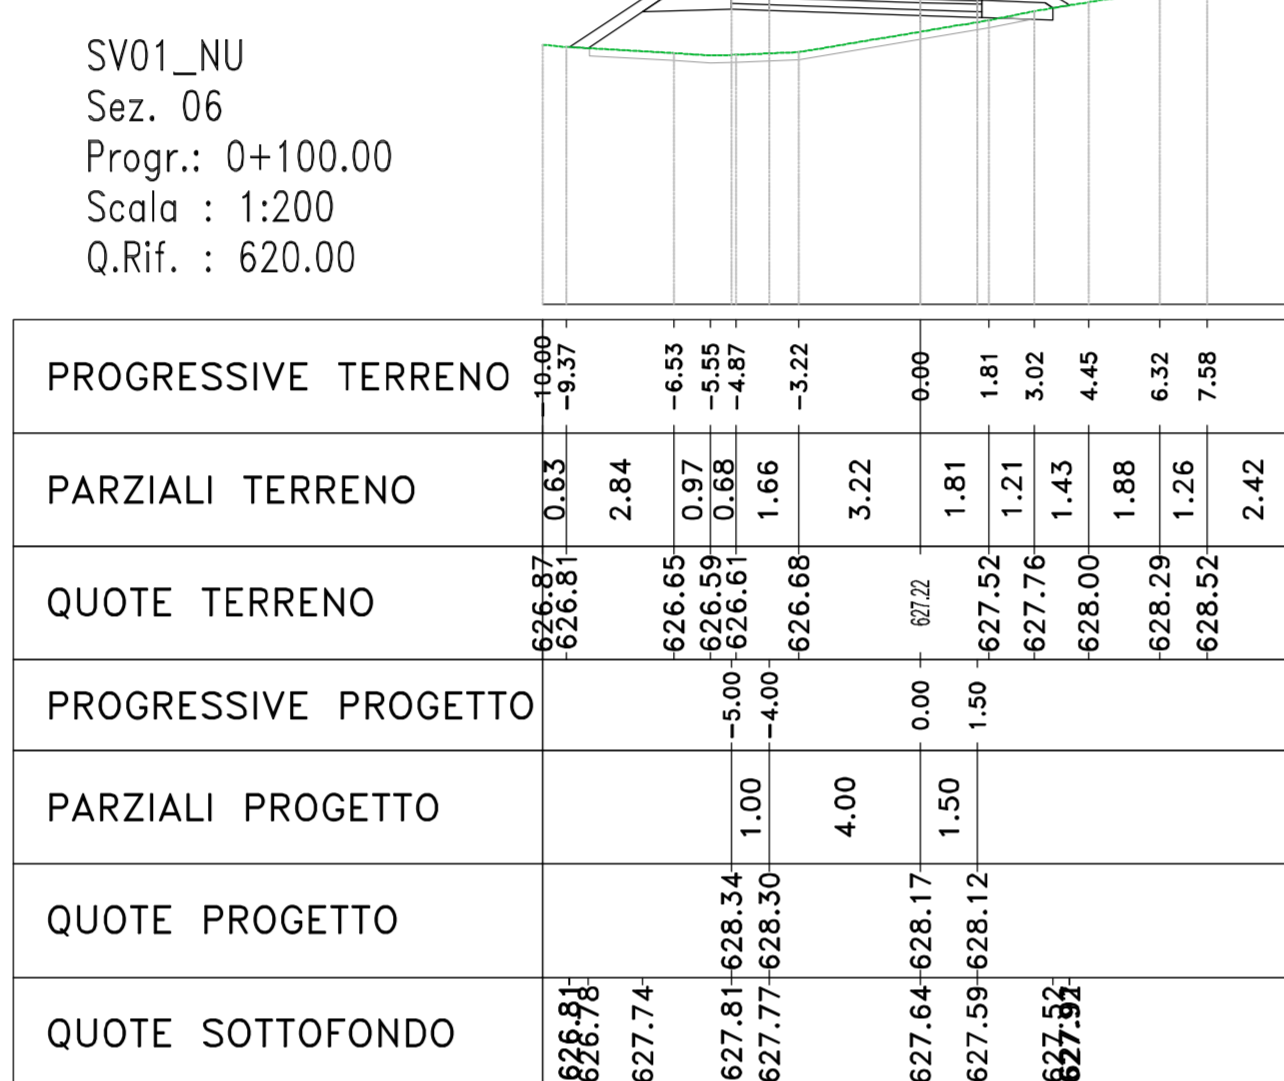 SV01_NU
Sez. 06
Progr.: 0+100.00
Scala : 1:200
Q.Rif. : 620.00
PROGRESSIVE TERRENO -10.00 -9.37 -6.53 -5.55 -4.87 -3.22 0.00 1.81 3.02 4.45 6.32 7.58
PARZIALI TERRENO 0.63 2.84 0.97 0.68 1.66 3.22 1.81 1.21 1.43 1.88 1.26 2.42
QUOTE TERRENO 626.87 626.81 626.65 626.59 626.61 626.68 627.22 627.52 627.76 628.00 628.29 628.52
PROGRESSIVE PROGETTO -5.00 -4.00 0.00 1.50
PARZIALI PROGETTO 1.00 4.00 1.50
QUOTE PROGETTO 628.34 628.30 628.17 628.12
QUOTE SOTTOFONDO 626.81 626.78 627.74 627.81 627.77 627.64 627.59 627.52